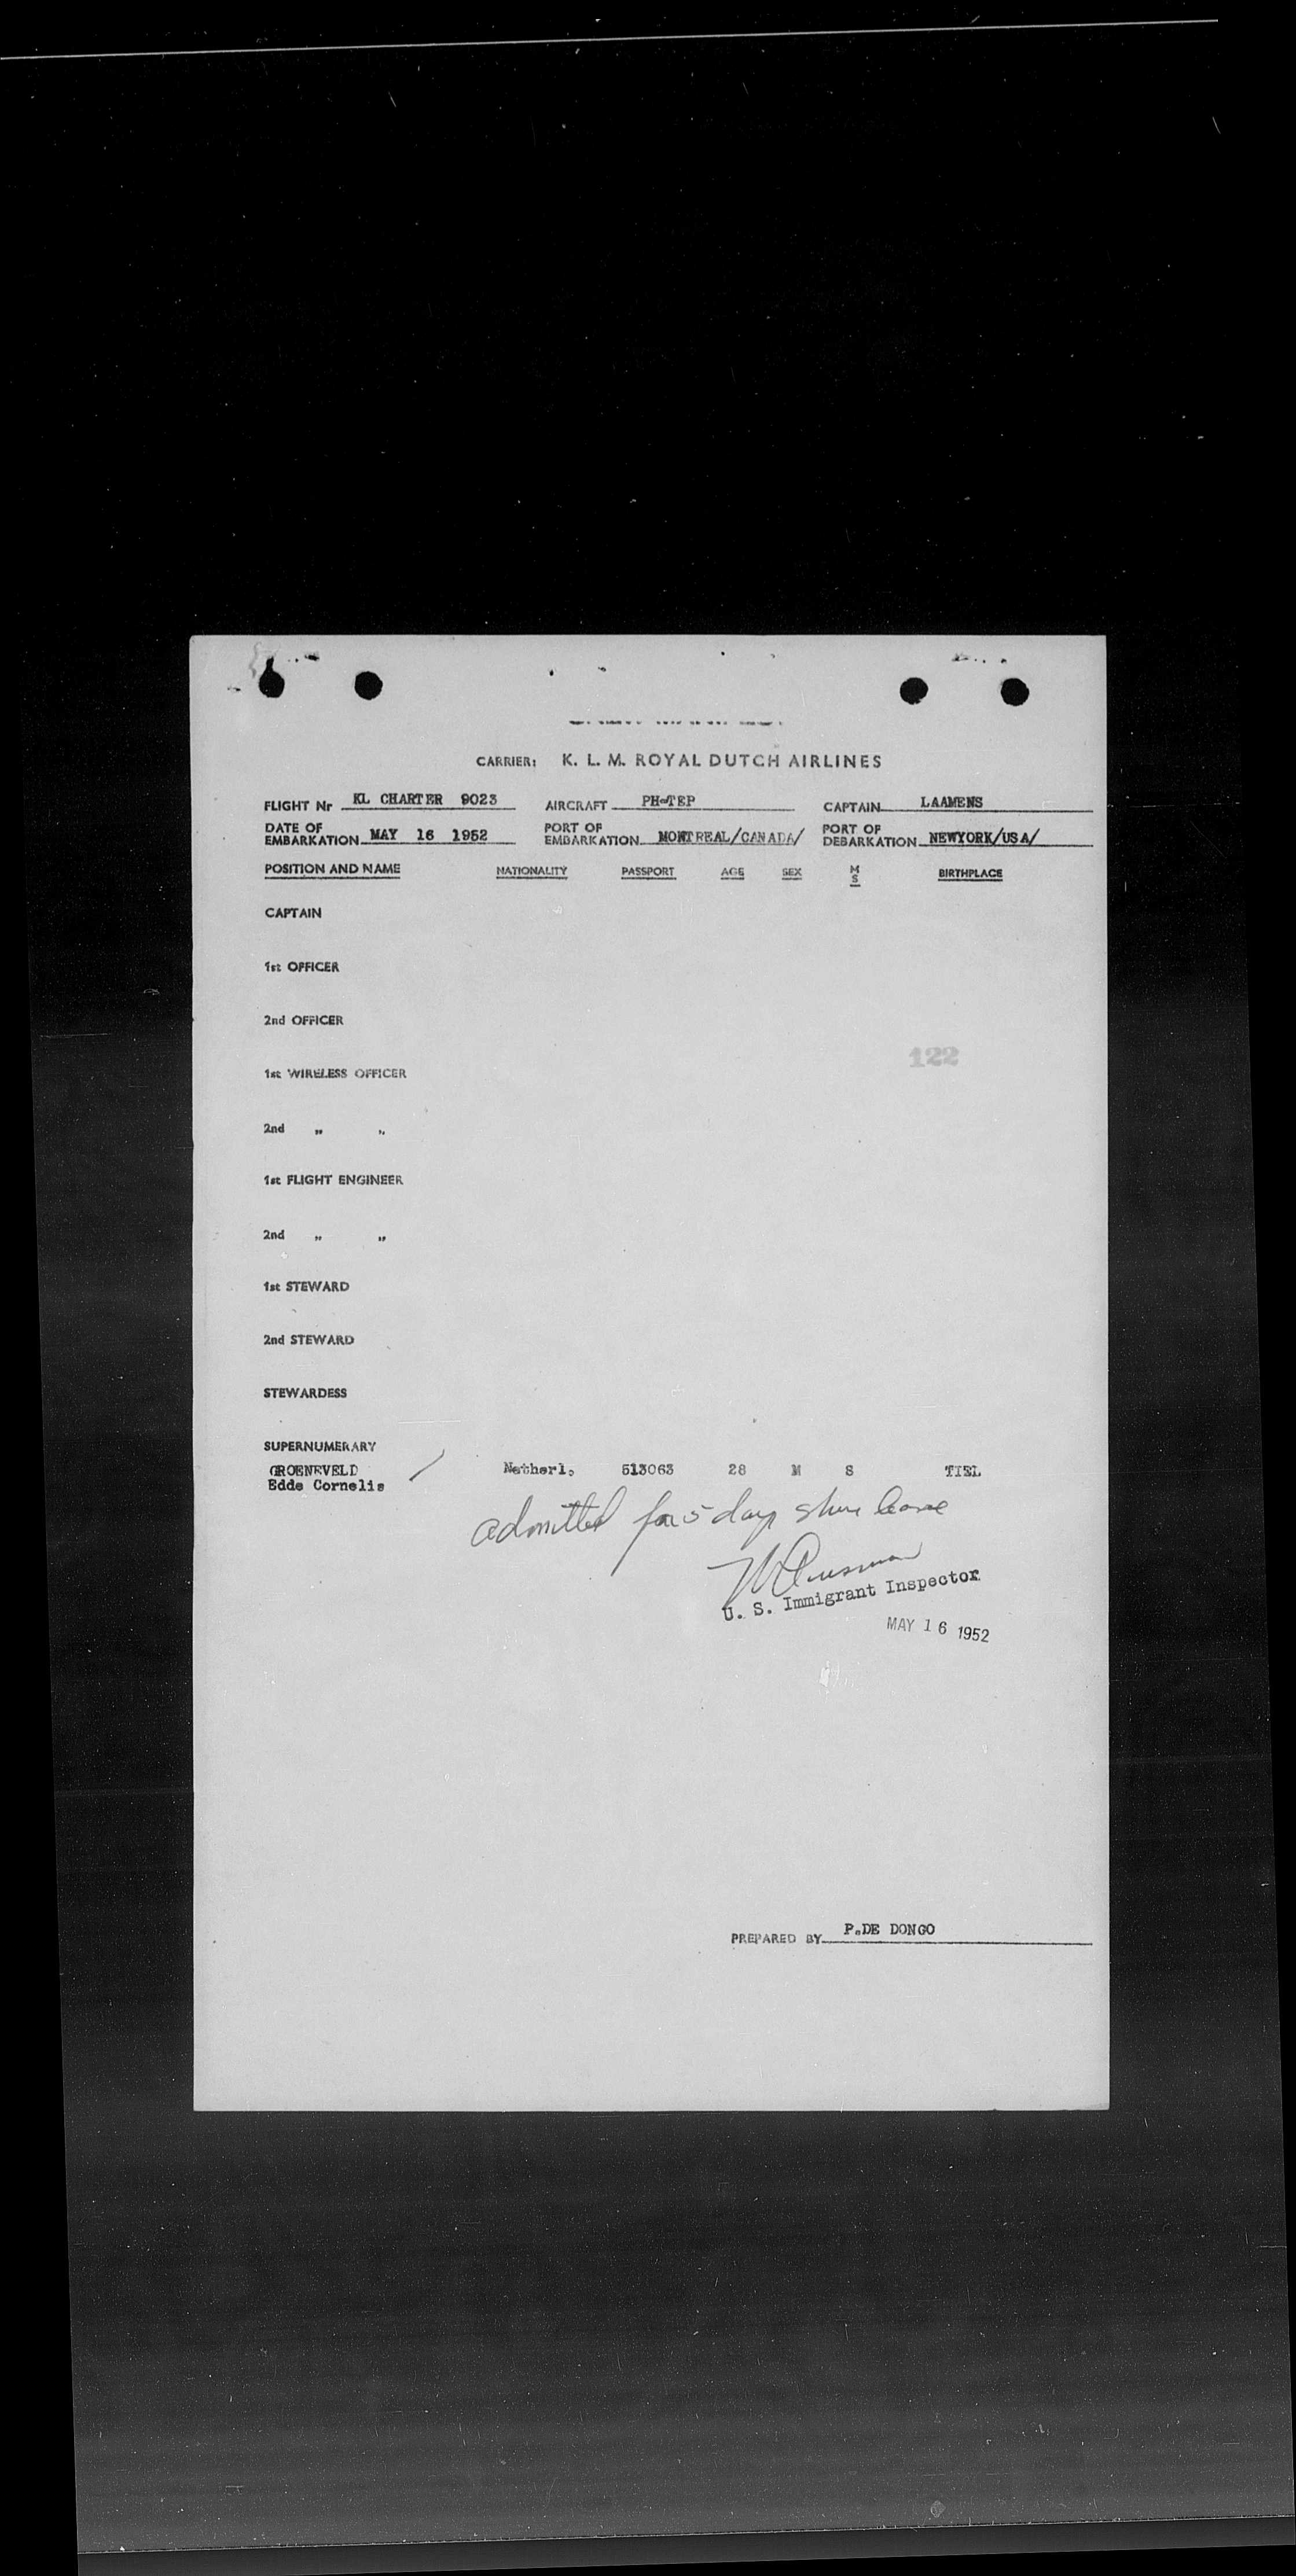 CARRIER: K. L. M. ROYAL DUTCH AIRLINES
FLIGHT Nr KL CHARTER 9023 AIRCRAFT PH-TEP CAPTAIN LAAMENS
DATE OF EMBARKATION MAY 16 1952 PORT OF EMBARKATION MONTREAL/CANADA/ PORT OF DEBARKATION NEWYORK/USA/
POSITION AND NAME NATIONALITY PASSPORT AGE SEX M S BIRTHPLACE
CAPTAIN
1st OFFICER
2nd OFFICER
122
1st WIRELESS OFFICER
2nd " "
1st FLIGHT ENGINEER
2nd " "
1st STEWARD
2nd STEWARD
STEWARDESS
SUPERNUMERARY
GROENEVELD Netherl. 513063 28 M S TIEL
Edde Cornelis
admitted for 5 days shore leave
U. S. Immigrant Inspector
MAY 16 1952
PREPARED BY P.DE DONGO